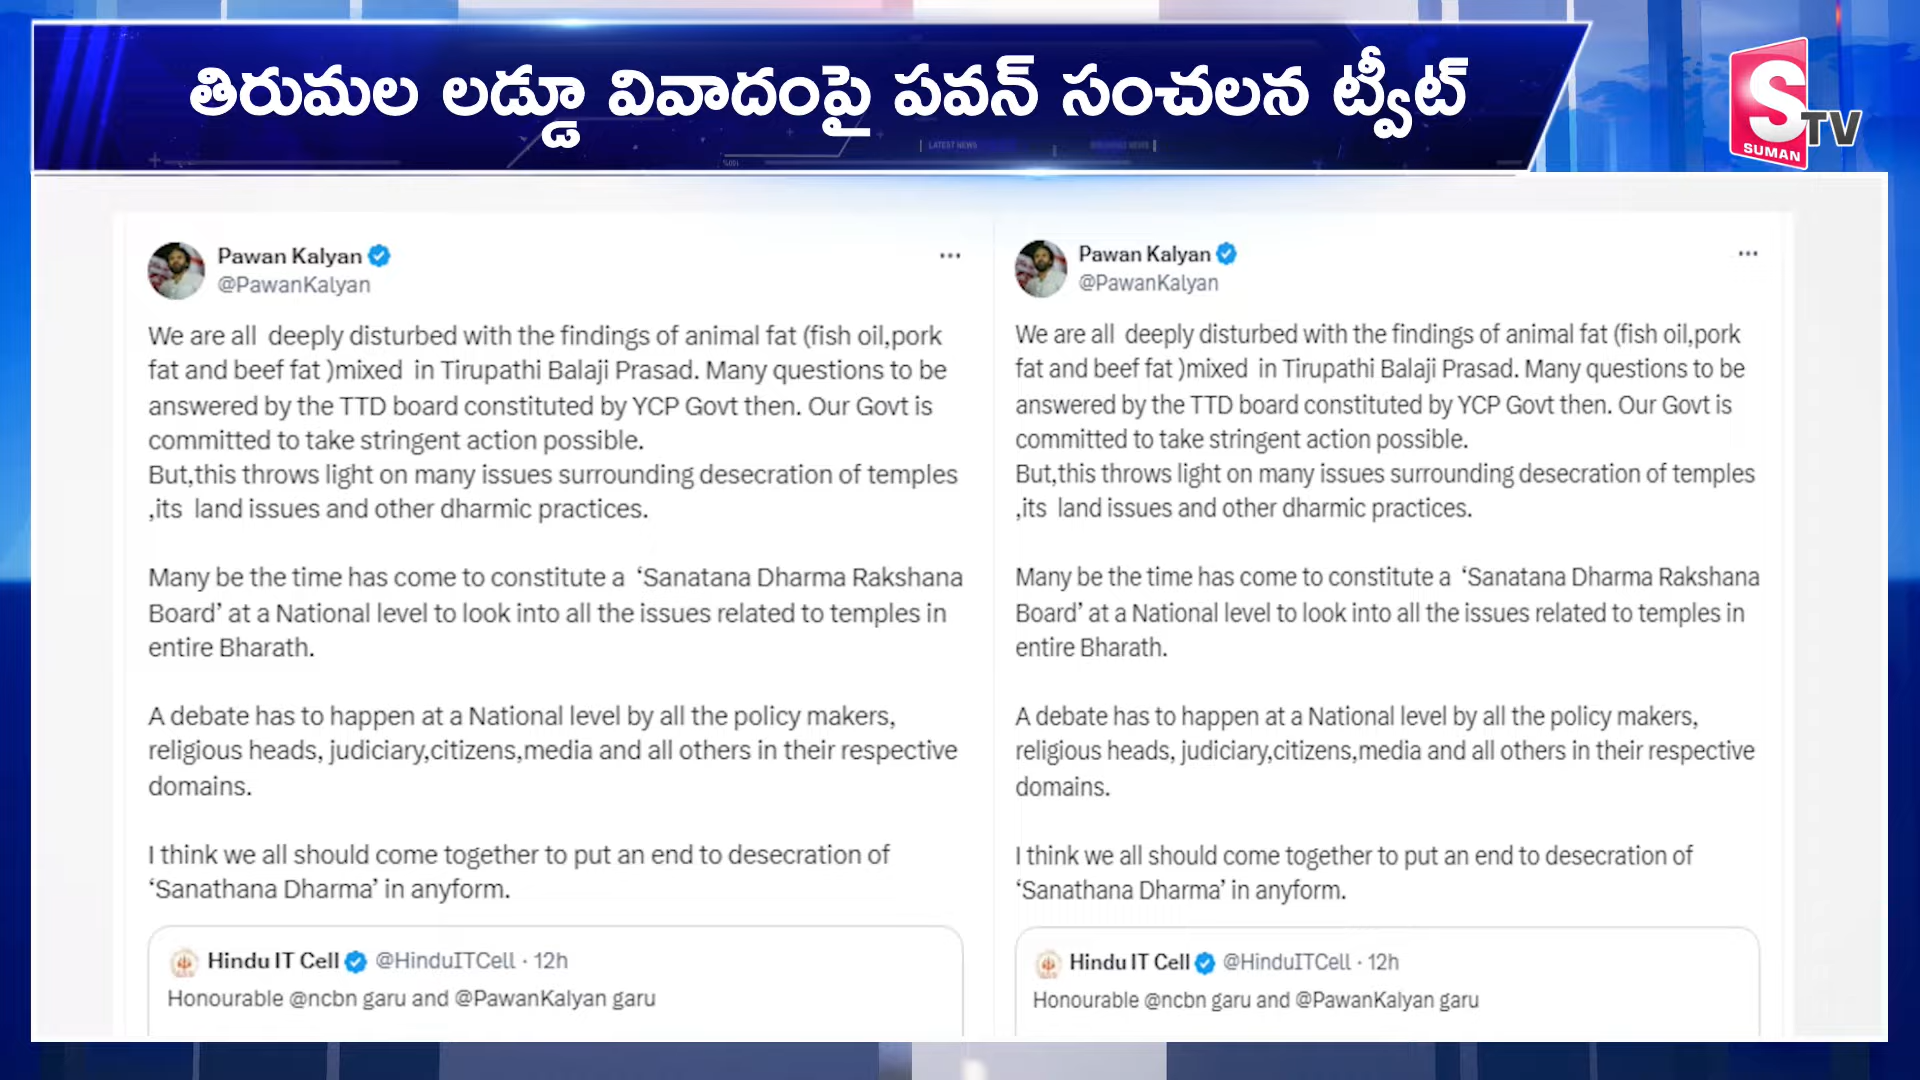 తిరుమల లడ్డూ వివాదంపై పవన్ సంచలన ట్వీట్
S
TV
SUMAN
LATEST NEWS
Pawan Kalyan
@PawanKalyan
We are all deeply disturbed with the findings of animal fat (fish oil,pork
fat and beef fat )mixed in Tirupathi Balaji Prasad. Many questions to be
answered by the TTD board constituted by YCP Govt then. Our Govt is
committed to take stringent action possible.
But,this throws light on many issues surrounding desecration of temples
,its land issues and other dharmic practices.
Many be the time has come to constitute a ‘Sanatana Dharma Rakshana
Board’ at a National level to look into all the issues related to temples in
entire Bharath.
A debate has to happen at a National level by all the policy makers,
religious heads, judiciary,citizens,media and all others in their respective
domains.
I think we all should come together to put an end to desecration of
‘Sanathana Dharma’ in anyform.
Hindu IT Cell @HinduITCell · 12h
Honourable @ncbn garu and @PawanKalyan garu
Pawan Kalyan
@PawanKalyan
We are all deeply disturbed with the findings of animal fat (fish oil,pork
fat and beef fat )mixed in Tirupathi Balaji Prasad. Many questions to be
answered by the TTD board constituted by YCP Govt then. Our Govt is
committed to take stringent action possible.
But,this throws light on many issues surrounding desecration of temples
,its land issues and other dharmic practices.
Many be the time has come to constitute a ‘Sanatana Dharma Rakshana
Board’ at a National level to look into all the issues related to temples in
entire Bharath.
A debate has to happen at a National level by all the policy makers,
religious heads, judiciary,citizens,media and all others in their respective
domains.
I think we all should come together to put an end to desecration of
‘Sanathana Dharma’ in anyform.
Hindu IT Cell @HinduITCell · 12h
Honourable @ncbn garu and @PawanKalyan garu